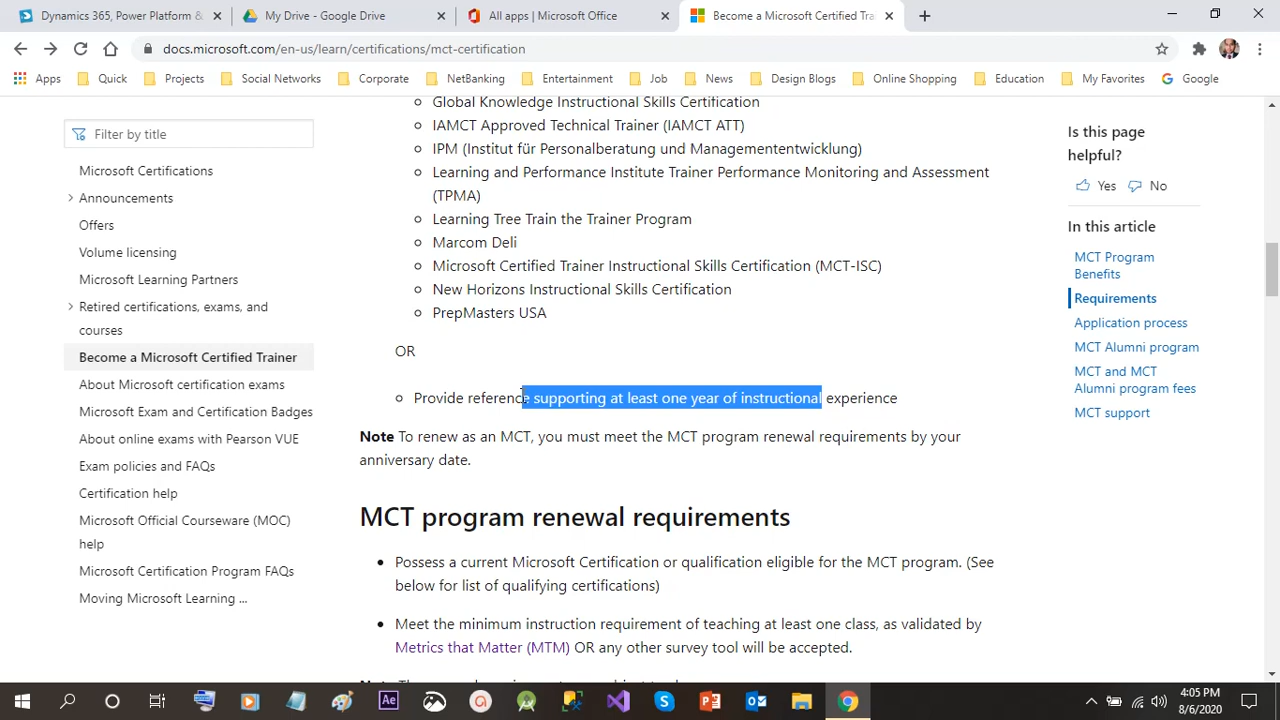 Dynamics 365, Power Platform &
My Drive - Google Drive
All apps | Microsoft Office
Become a Microsoft Certified Tra
docs.microsoft.com/en-us/learn/certifications/mct-certification
Apps
Quick
Projects
Social Networks
Corporate
NetBanking
Entertainment
Job
News
Design Blogs
Online Shopping
Education
My Favorites
Google
Filter by title
Microsoft Certifications
Announcements
Offers
Volume licensing
Microsoft Learning Partners
Retired certifications, exams, and
courses
Become a Microsoft Certified Trainer
About Microsoft certification exams
Microsoft Exam and Certification Badges
About online exams with Pearson VUE
Exam policies and FAQs
Certification help
Microsoft Official Courseware (MOC)
help
Microsoft Certification Program FAQs
Moving Microsoft Learning ...
Global Knowledge Instructional Skills Certification
IAMCT Approved Technical Trainer (IAMCT ATT)
IPM (Institut für Personalberatung und Managemententwicklung)
Learning and Performance Institute Trainer Performance Monitoring and Assessment
(TPMA)
Learning Tree Train the Trainer Program
Marcom Deli
Microsoft Certified Trainer Instructional Skills Certification (MCT-ISC)
New Horizons Instructional Skills Certification
PrepMasters USA
OR
Provide reference supporting at least one year of instructional experience
Note To renew as an MCT, you must meet the MCT program renewal requirements by your
anniversary date.
MCT program renewal requirements
Possess a current Microsoft Certification or qualification eligible for the MCT program. (See
below for list of qualifying certifications)
Meet the minimum instruction requirement of teaching at least one class, as validated by
Metrics that Matter (MTM) OR any other survey tool will be accepted.
Is this page
helpful?
Yes
No
In this article
MCT Program
Benefits
Requirements
Application process
MCT Alumni program
MCT and MCT
Alumni program fees
MCT support
4:05 PM
8/6/2020